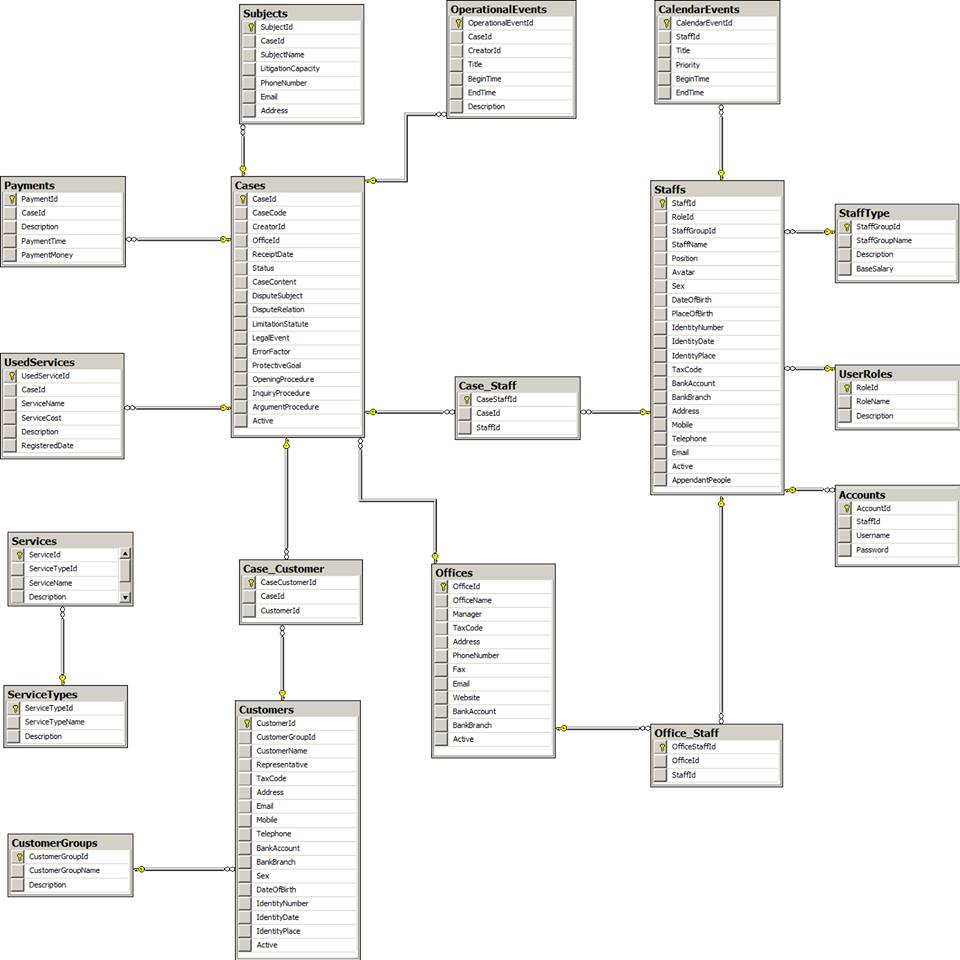 Subjects
SubjectId
CaseId
SubjectName
LitigationCapacity
PhoneNumber
Email
Address
OperationalEvents
OperationalEventId
CaseId
CreatorId
Title
BeginTime
EndTime
Description
CalendarEvents
CalendarEventId
StaffId
Title
Priority
BeginTime
EndTime
Payments
PaymentId
CaseId
Description
PaymentTime
PaymentMoney
Cases
CaseId
CaseCode
CreatorId
OfficeId
ReceiptDate
Status
CaseContent
DisputeSubject
DisputeRelation
LimitationStatute
LegalEvent
ErrorFactor
ProtectiveGoal
OpeningProcedure
InquiryProcedure
ArgumentProcedure
Active
Staffs
StaffId
RoleId
StaffGroupId
StaffName
Position
Avatar
Sex
DateOfBirth
PlaceOfBirth
IdentityNumber
IdentityDate
IdentityPlace
TaxCode
BankAccount
BankBranch
Address
Mobile
Telephone
Email
Active
AppendantPeople
StaffType
StaffGroupId
StaffGroupName
Description
BaseSalary
UsedServices
UsedServiceId
CaseId
ServiceName
ServiceCost
Description
RegisteredDate
Case_Staff
CaseStaffId
CaseId
StaffId
UserRoles
RoleId
RoleName
Description
Accounts
AccountId
StaffId
Username
Password
Services
ServiceId
ServiceTypeId
ServiceName
Description
Case_Customer
CaseCustomerId
CaseId
CustomerId
Offices
OfficeId
OfficeName
Manager
TaxCode
Address
PhoneNumber
Fax
Email
Website
BankAccount
BankBranch
Active
ServiceTypes
ServiceTypeId
ServiceTypeName
Description
Customers
CustomerId
CustomerGroupId
CustomerName
Representative
TaxCode
Address
Email
Mobile
Telephone
BankAccount
BankBranch
Sex
DateOfBirth
IdentityNumber
IdentityDate
IdentityPlace
Active
Office_Staff
OfficeStaffId
OfficeId
StaffId
CustomerGroups
CustomerGroupId
CustomerGroupName
Description